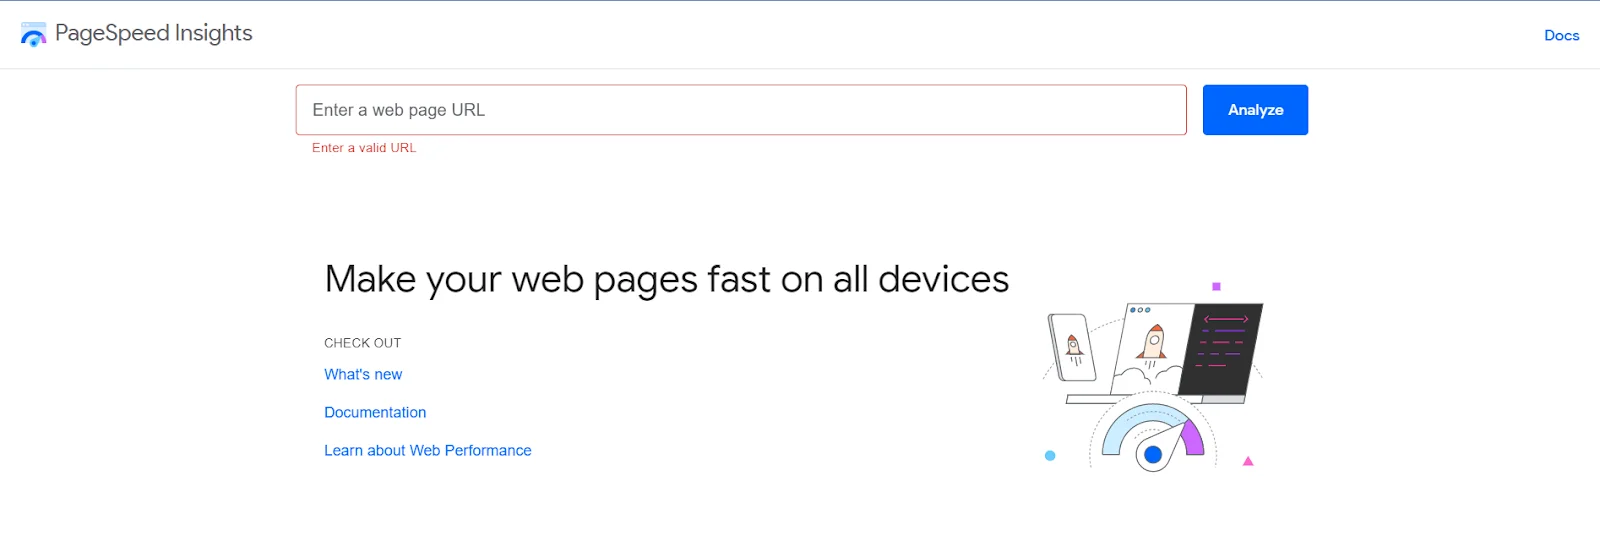 PageSpeed Insights
Docs
Enter a web page URL
Analyze
Enter a valid URL
Make your web pages fast on all devices
CHECK OUT
What's new
Documentation
Learn about Web Performance